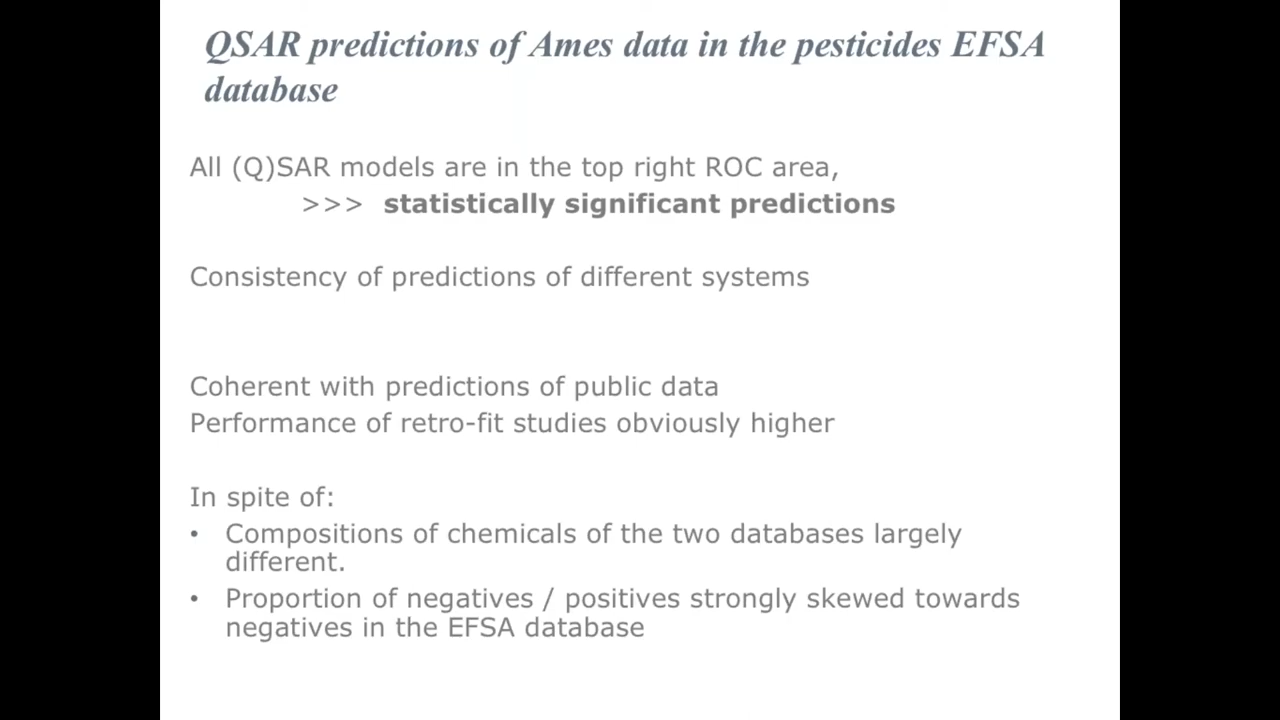 QSAR predictions of Ames data in the pesticides EFSA
database
All (Q)SAR models are in the top right ROC area,
>>> statistically significant predictions
Consistency of predictions of different systems
Coherent with predictions of public data
Performance of retro-fit studies obviously higher
In spite of:
• Compositions of chemicals of the two databases largely
different.
• Proportion of negatives / positives strongly skewed towards
negatives in the EFSA database